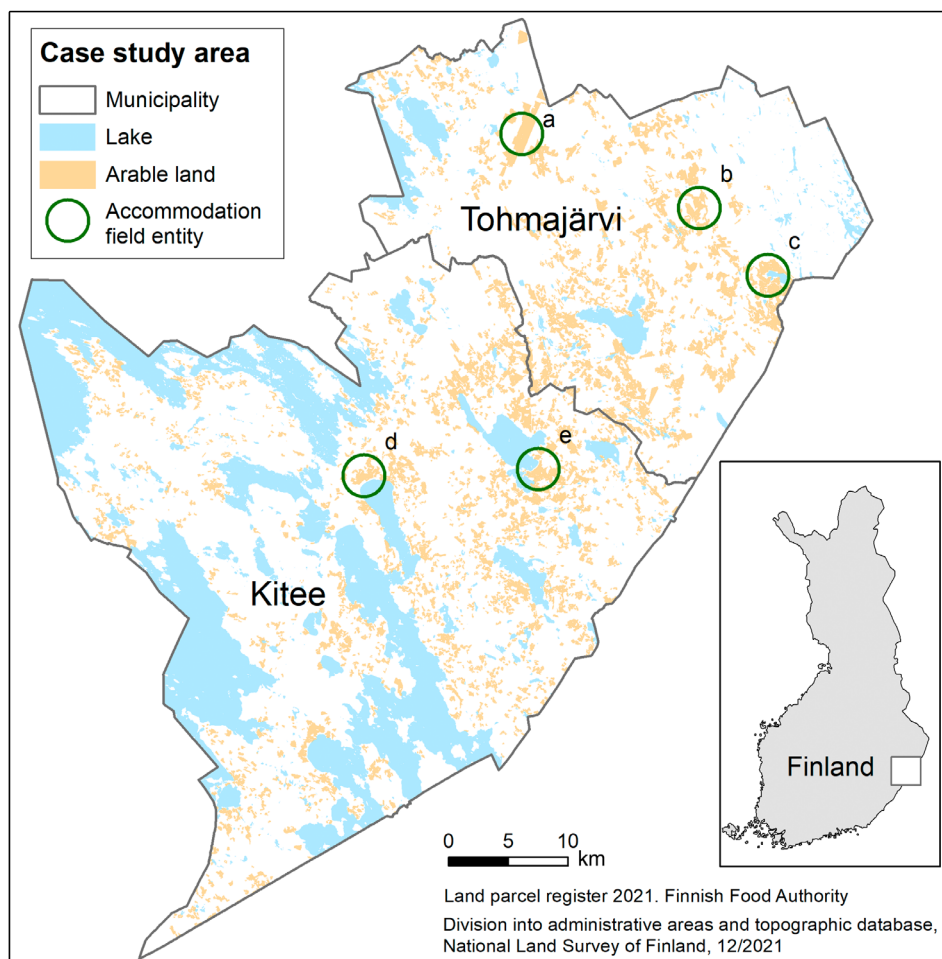 Case study area
Municipality
Lake
Arable land
Accommodation
field entity
a
b
Tohmajärvi
c
d
e
Kitee
Finland
0 5 10
km
Land parcel register 2021. Finnish Food Authority
Division into administrative areas and topographic database,
National Land Survey of Finland, 12/2021